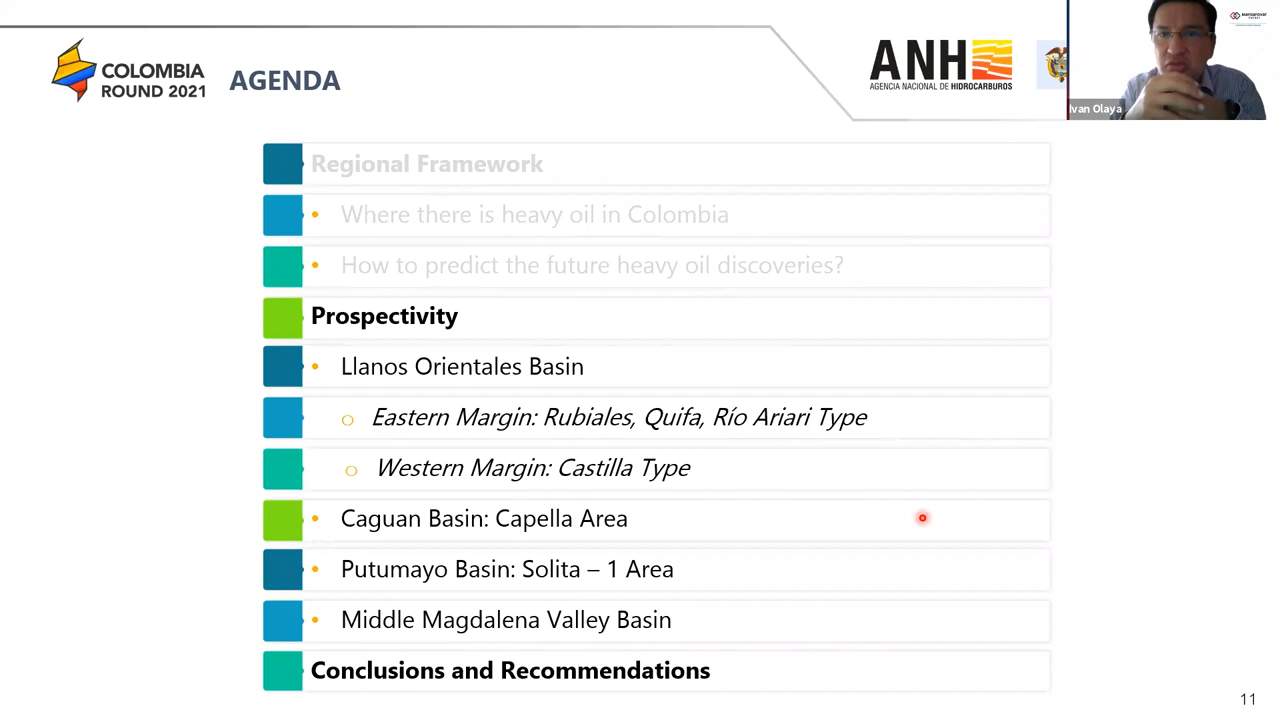 COLOMBIA
ROUND 2021
AGENDA
ANH
AGENCIA NACIONAL DE HIDROCARBUROS
mansarovar
ENERGY
Ivan Olaya
Regional Framework
• Where there is heavy oil in Colombia
• How to predict the future heavy oil discoveries?
Prospectivity
• Llanos Orientales Basin
o Eastern Margin: Rubiales, Quifa, Río Ariari Type
o Western Margin: Castilla Type
• Caguan Basin: Capella Area
• Putumayo Basin: Solita – 1 Area
• Middle Magdalena Valley Basin
Conclusions and Recommendations
11